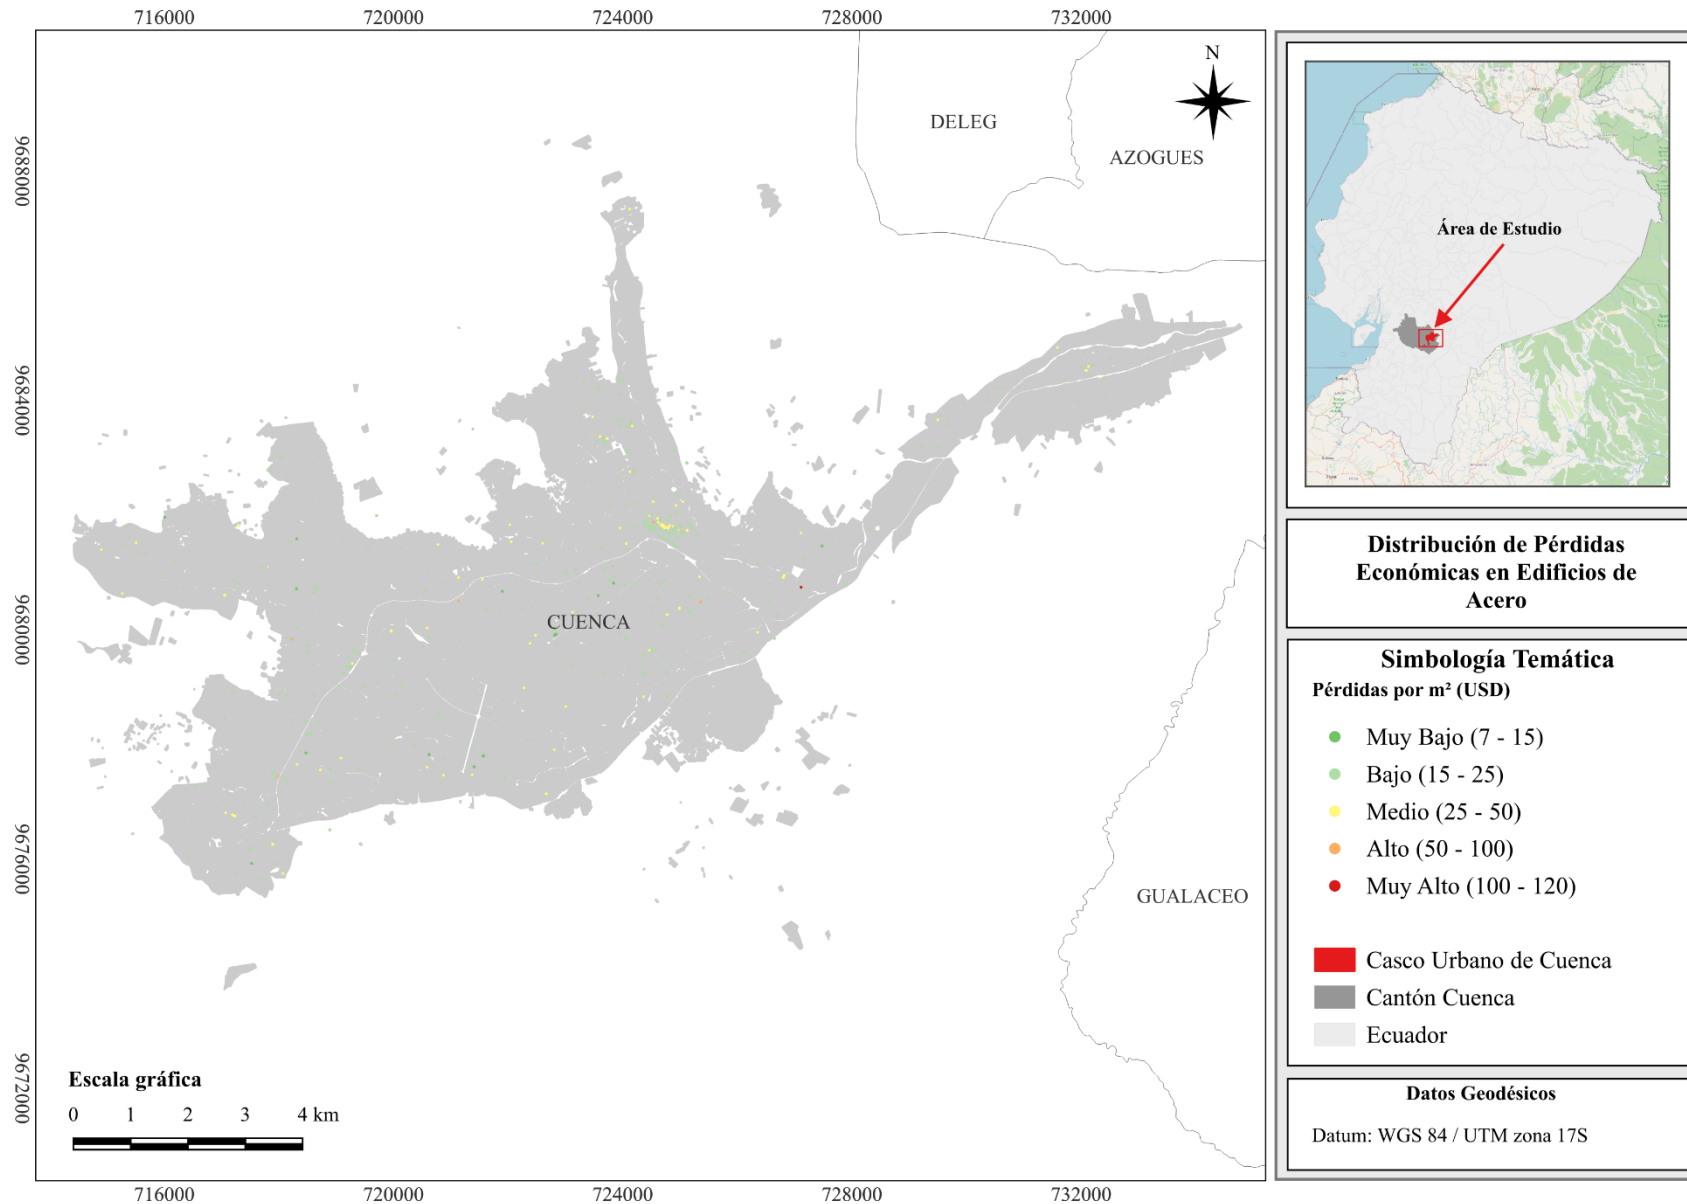 716000
720000
724000
728000
732000
N
DELEG
AZOGUES
9688000
9684000
9680000
9676000
9672000
CUENCA
GUALACEO
Escala gráfica
0 1 2 3 4 km
716000
720000
724000
728000
732000
Área de Estudio
Distribución de Pérdidas
Económicas en Edificios de
Acero
Simbología Temática
Pérdidas por m² (USD)
Muy Bajo (7 - 15)
Bajo (15 - 25)
Medio (25 - 50)
Alto (50 - 100)
Muy Alto (100 - 120)
Casco Urbano de Cuenca
Cantón Cuenca
Ecuador
Datos Geodésicos
Datum: WGS 84 / UTM zona 17S